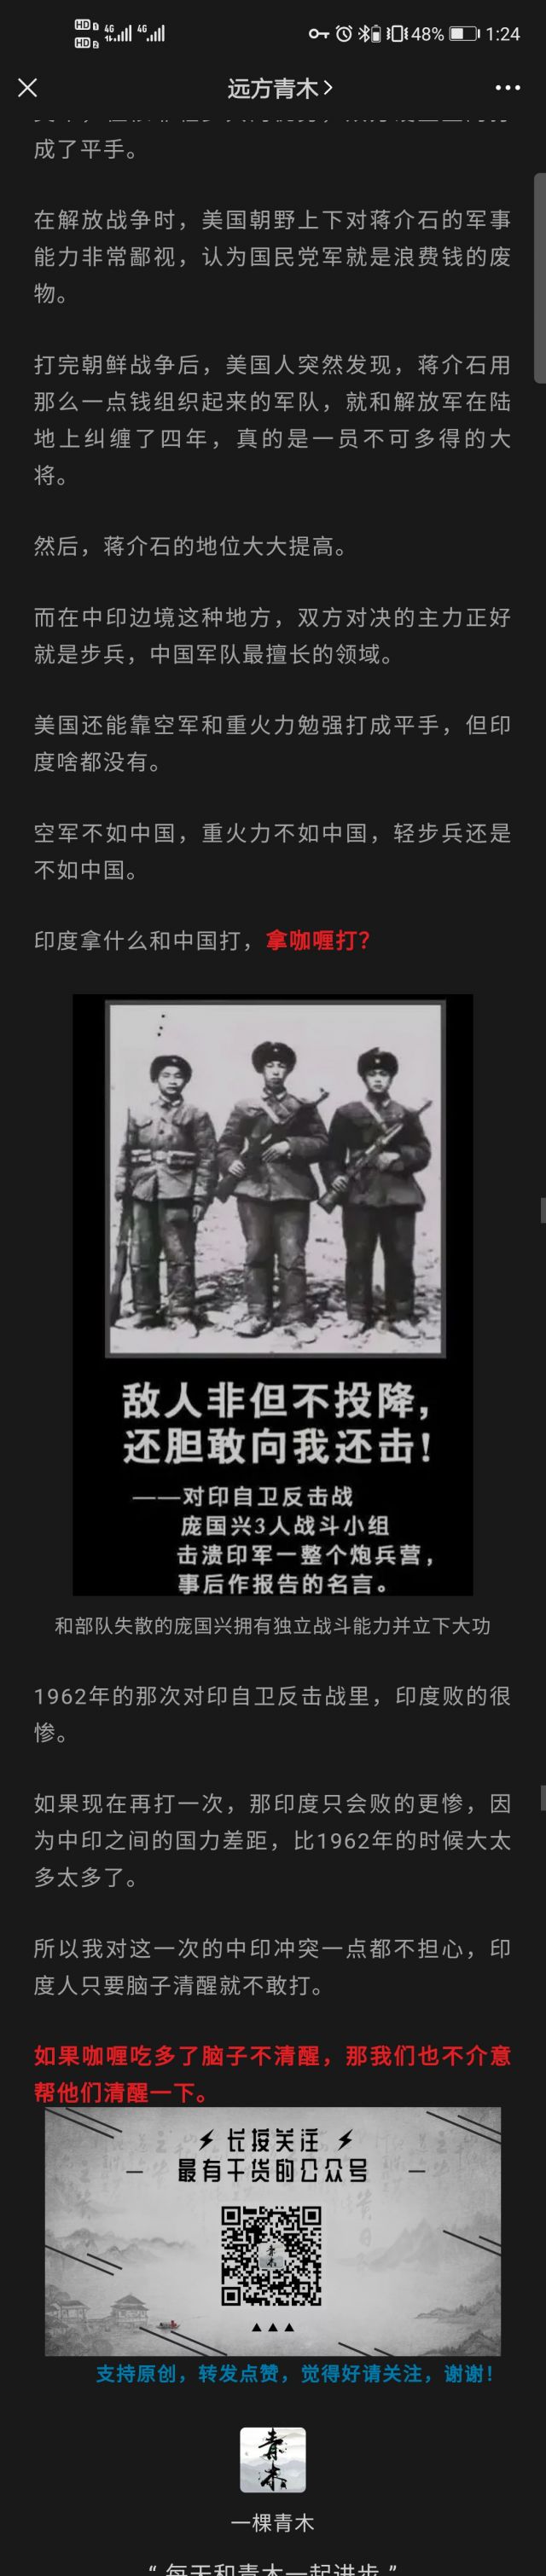 HD 1 4G 4G 48% 1:24
HD 2
远方青木
成了平手。
在解放战争时，美国朝野上下对蒋介石的军事
能力非常鄙视，认为国民党军就是浪费钱的废
物。
打完朝鲜战争后，美国人突然发现，蒋介石用
那么一点钱组织起来的军队，就和解放军在陆
地上纠缠了四年，真的是一员不可多得的大
将。
然后，蒋介石的地位大大提高。
而在中印边境这种地方，双方对决的主力正好
就是步兵，中国军队最擅长的领域。
美国还能靠空军和重火力勉强打成平手，但印
度啥都没有。
空军不如中国，重火力不如中国，轻步兵还是
不如中国。
印度拿什么和中国打，拿咖喱打？
敌人非但不投降，
还胆敢向我还击！
——对印自卫反击战
庞国兴3人战斗小组
击溃印军一整个炮兵营，
事后作报告的名言。
和部队失散的庞国兴拥有独立战斗能力并立下大功
1962年的那次对印自卫反击战里，印度败的很
惨。
如果现在再打一次，那印度只会败的更惨，因
为中印之间的国力差距，比1962年的时候大太
多太多了。
所以我对这一次的中印冲突一点都不担心，印
度人只要脑子清醒就不敢打。
如果咖喱吃多了脑子不清醒，那我们也不介意
帮他们清醒一下。
长按关注
最有干货的公众号
青木
支持原创，转发点赞，觉得好请关注，谢谢！
青木
一棵青木
“ 每天和青木一起进步 ”